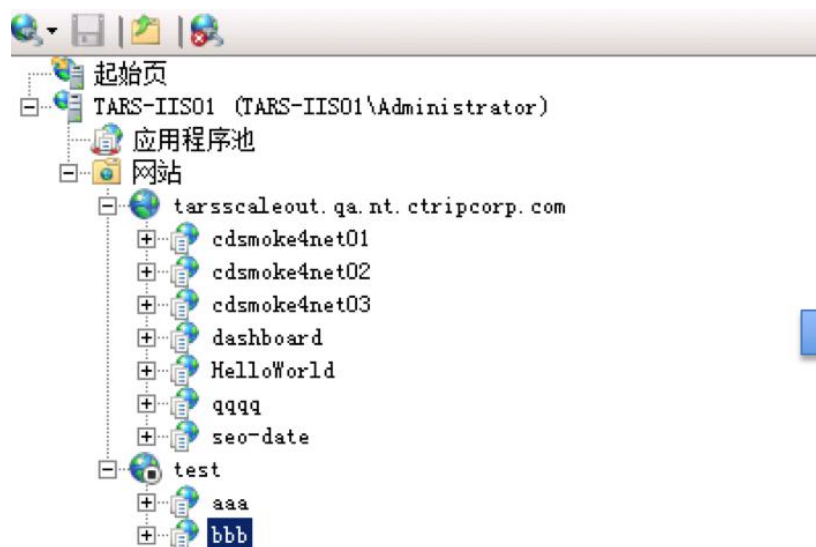 起始页
TARS-IIS01 (TARS-IIS01\Administrator)
应用程序池
网站
tarsscaleout.qa.nt.ctripcorp.com
cdsmoke4net01
cdsmoke4net02
cdsmoke4net03
dashboard
HelloWorld
qqqq
seo-date
test
aaa
bbb